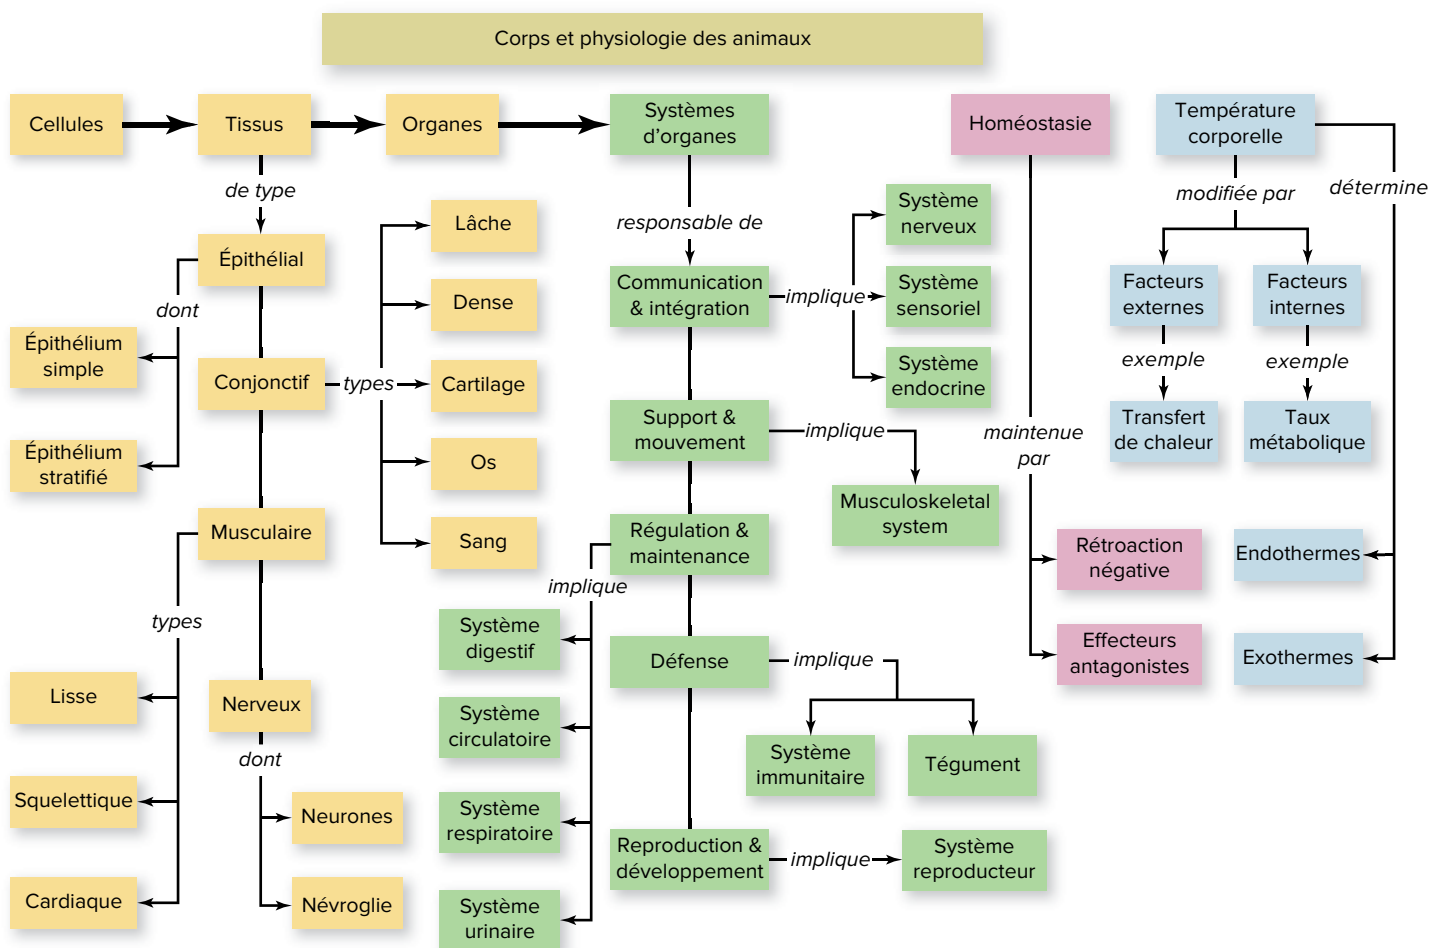 Corps et physiologie des animaux
Cellules
Tissus
Organes
Systèmes
d'organes
Homéostasie
Température
corporelle
de type
responsable de
modifiée par
détermine
Épithélial
dont
Épithélium
simple
Épithélium
stratifié
Conjonctif
types
Lâche
Dense
Cartilage
Os
Sang
Musculaire
types
Lisse
Squelettique
Cardiaque
Nerveux
dont
Neurones
Névroglie
Communication
& intégration
implique
Système
nerveux
Système
sensoriel
Système
endocrine
Support &
mouvement
implique
Musculoskeletal
system
Régulation &
maintenance
implique
Système
digestif
Système
circulatoire
Système
respiratoire
Système
urinaire
Défense
implique
Système
immunitaire
Tégument
Reproduction &
développement
implique
Système
reproducteur
maintenue
par
Rétroaction
négative
Effecteurs
antagonistes
Facteurs
externes
exemple
Transfert
de chaleur
Facteurs
internes
exemple
Taux
métabolique
Endothermes
Exothermes